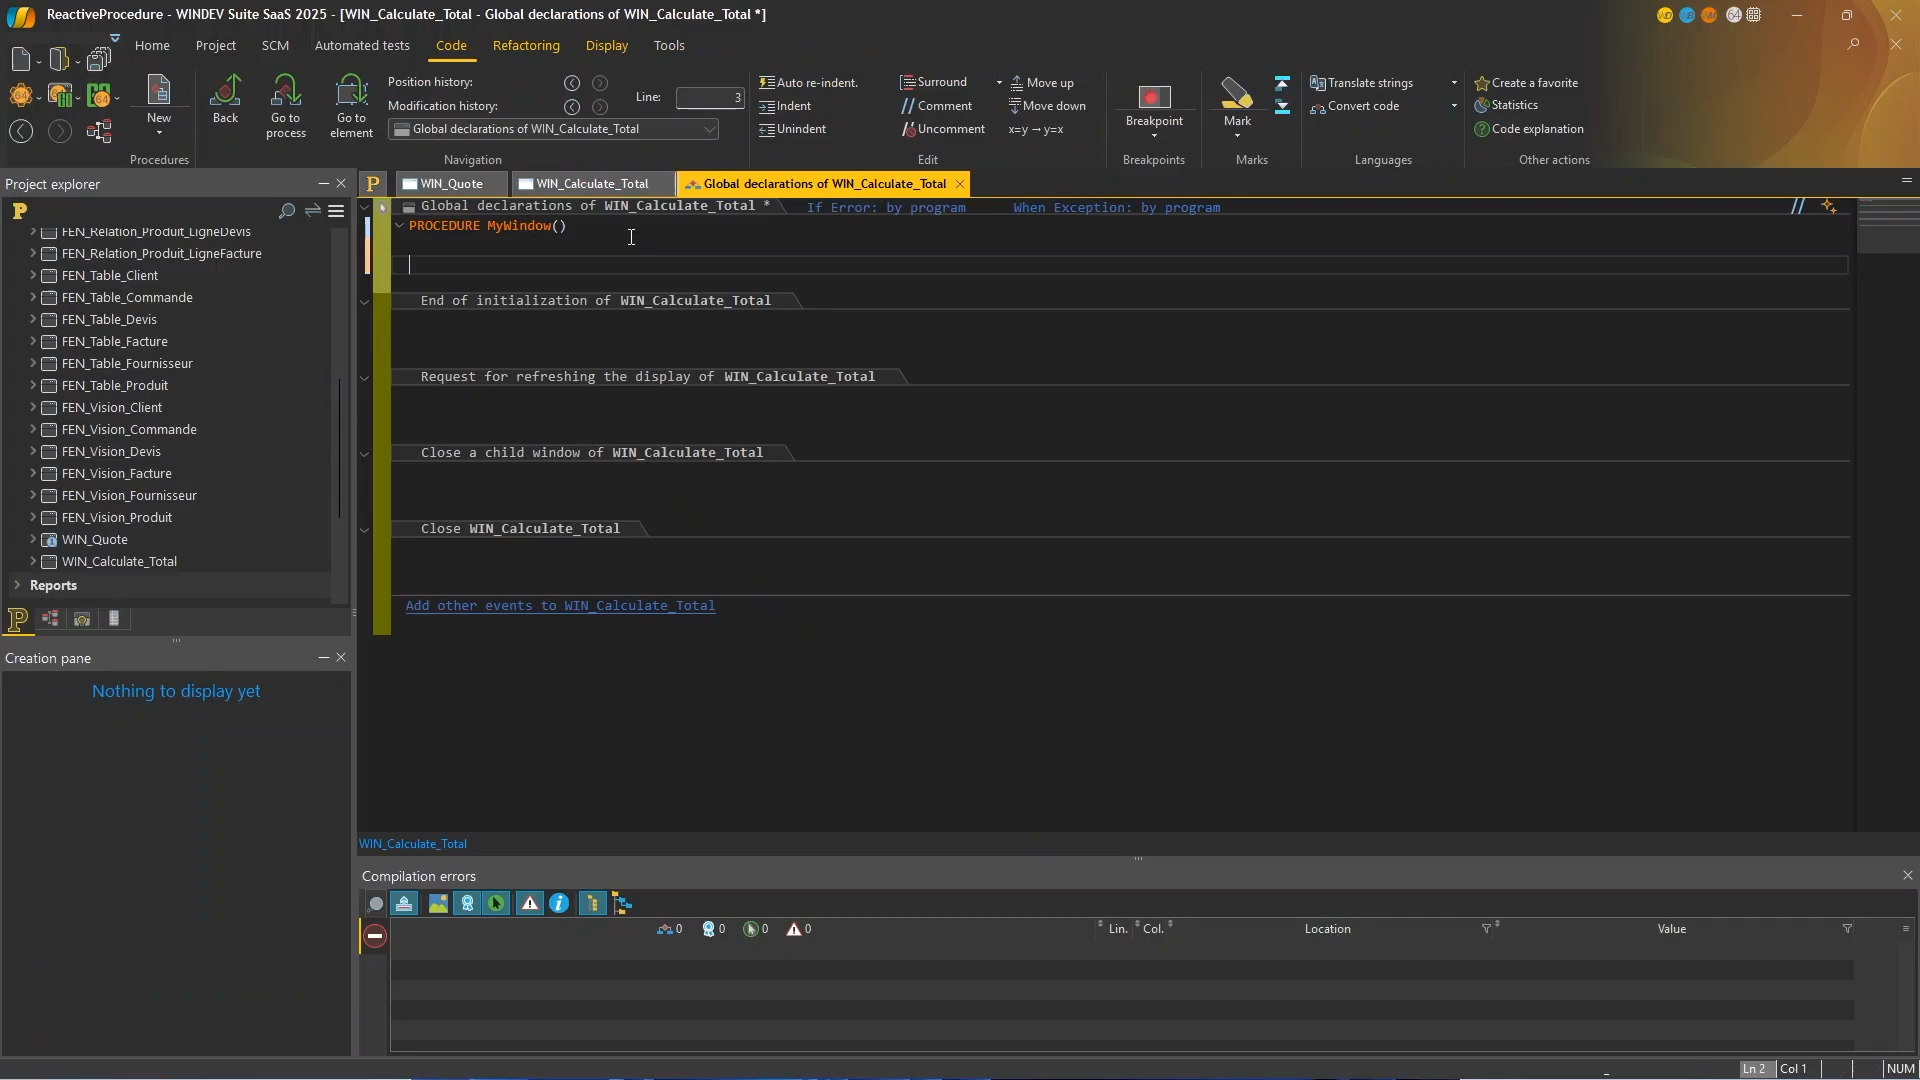 ReactiveProcedure - WINDEV Suite SaaS 2025 - [WIN_Calculate_Total - Global declarations of WIN_Calculate_Total *]
WD WB WM 64
Home Project SCM Automated tests Code Refactoring Display Tools
New
Procedures
Back
Go to process
Go to element
Position history:
Modification history:
Line: 3
Global declarations of WIN_Calculate_Total
Navigation
Auto re-indent.
Indent
Unindent
Surround
Comment
Uncomment
Move up
Move down
x=y → y=x
Edit
Breakpoint
Breakpoints
Mark
Marks
Translate strings
Convert code
Languages
Create a favorite
Statistics
Code explanation
Other actions
Project explorer
FEN_Relation_Produit_LigneDevis
FEN_Relation_Produit_LigneFacture
FEN_Table_Client
FEN_Table_Commande
FEN_Table_Devis
FEN_Table_Facture
FEN_Table_Fournisseur
FEN_Table_Produit
FEN_Vision_Client
FEN_Vision_Commande
FEN_Vision_Devis
FEN_Vision_Facture
FEN_Vision_Fournisseur
FEN_Vision_Produit
WIN_Quote
WIN_Calculate_Total
Reports
Creation pane
Nothing to display yet
WIN_Quote WIN_Calculate_Total Global declarations of WIN_Calculate_Total
Global declarations of WIN_Calculate_Total * If Error: by program When Exception: by program
PROCEDURE MyWindow()
End of initialization of WIN_Calculate_Total
Request for refreshing the display of WIN_Calculate_Total
Close a child window of WIN_Calculate_Total
Close WIN_Calculate_Total
Add other events to WIN_Calculate_Total
WIN_Calculate_Total
Compilation errors
0 0 0 0 Lin. Col. Location Value
Ln 2 Col 1 NUM